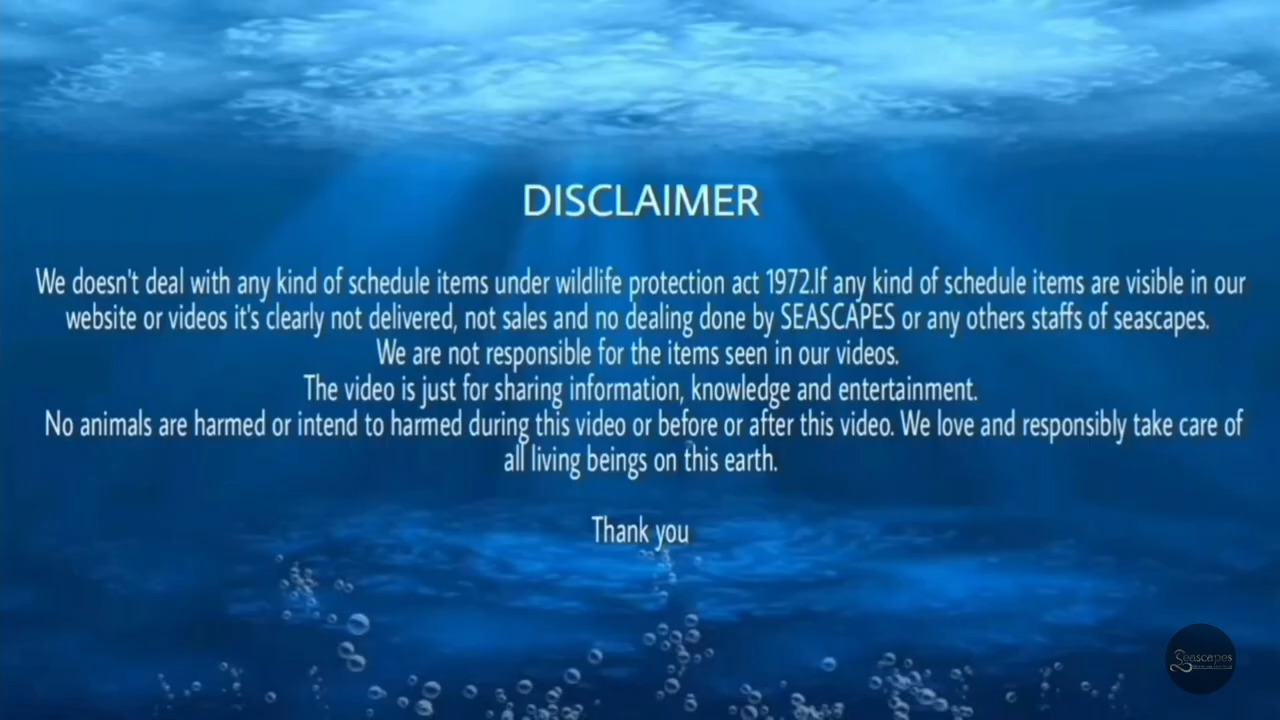 DISCLAIMER
We doesn't deal with any kind of schedule items under wildlife protection act 1972.If any kind of schedule items are visible in our
website or videos it's clearly not delivered, not sales and no dealing done by SEASCAPES or any others staffs of seascapes.
We are not responsible for the items seen in our videos.
The video is just for sharing information, knowledge and entertainment.
No animals are harmed or intend to harmed during this video or before or after this video. We love and responsibly take care of
all living beings on this earth.
Thank you
Seascapes